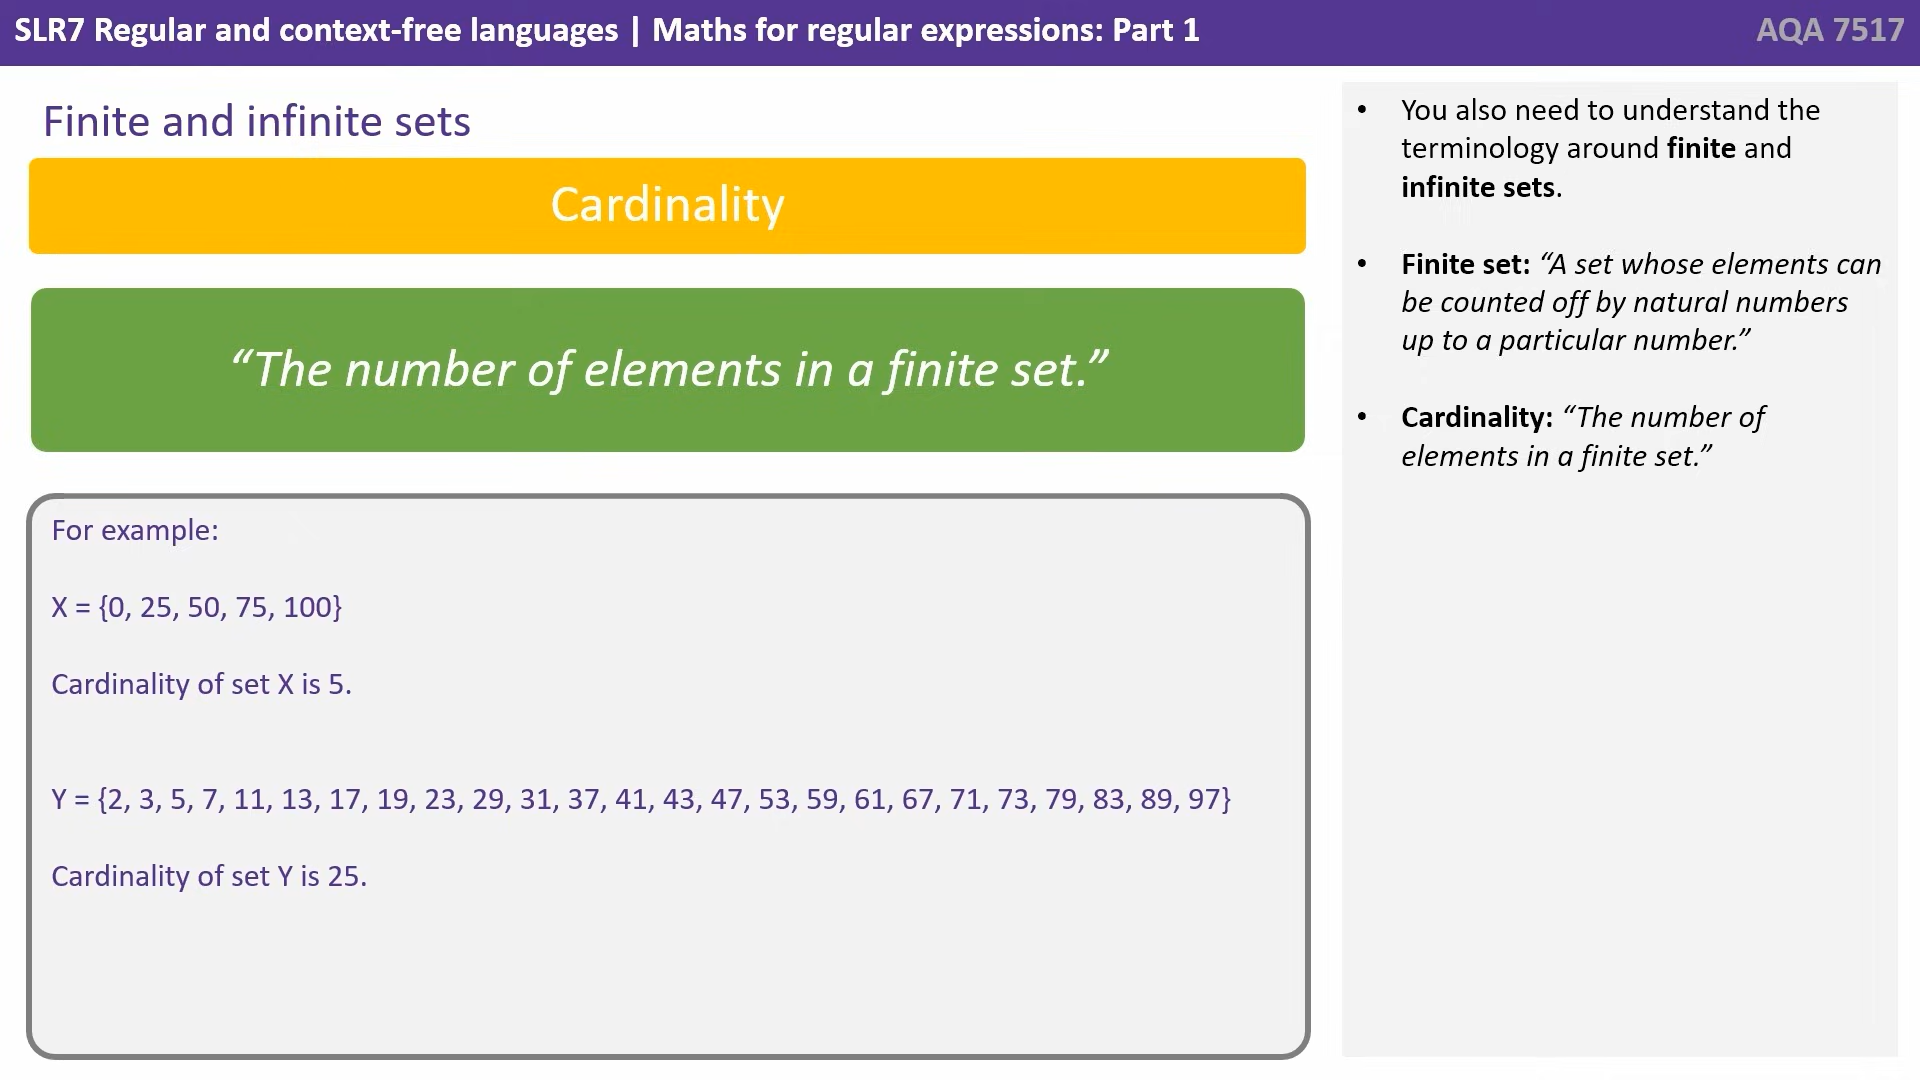 SLR7 Regular and context-free languages | Maths for regular expressions: Part 1
AQA 7517
Finite and infinite sets
Cardinality
“The number of elements in a finite set.”
For example:
X = {0, 25, 50, 75, 100}
Cardinality of set X is 5.
Y = {2, 3, 5, 7, 11, 13, 17, 19, 23, 29, 31, 37, 41, 43, 47, 53, 59, 61, 67, 71, 73, 79, 83, 89, 97}
Cardinality of set Y is 25.
• You also need to understand the
terminology around finite and
infinite sets.
• Finite set: “A set whose elements can
be counted off by natural numbers
up to a particular number.”
• Cardinality: “The number of
elements in a finite set.”